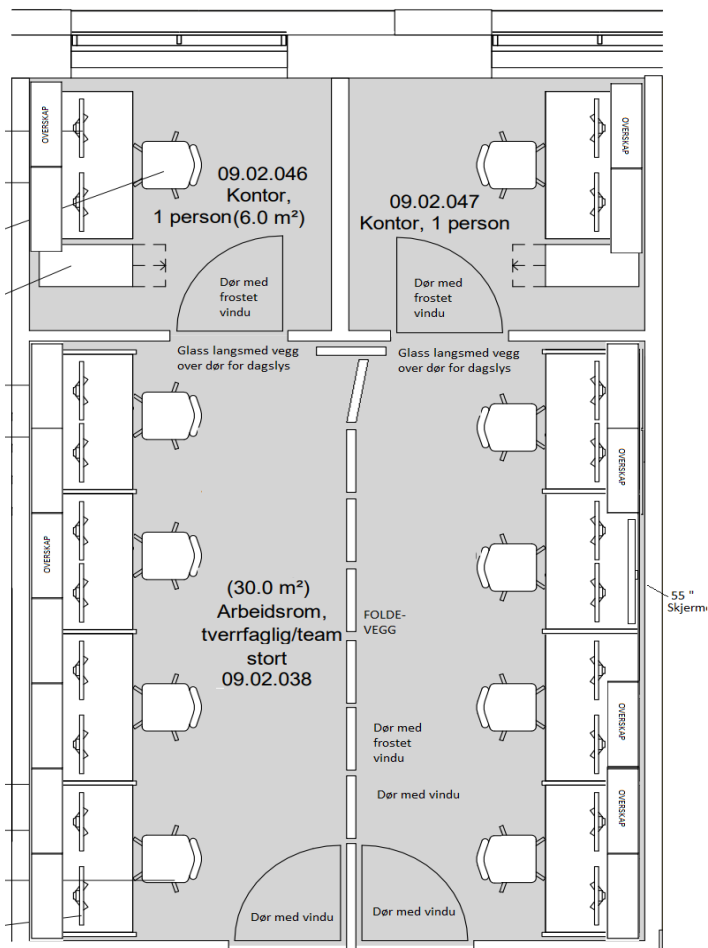 OVERSKAP
OVERSKAP
09.02.046
Kontor,
1 person(6.0 m²)
09.02.047
Kontor, 1 person
Dør med
frostet
vindu
Dør med
frostet
vindu
Glass langsmed vegg
over dør for dagslys
Glass langsmed vegg
over dør for dagslys
OVERSKAP
OVERSKAP
(30.0 m²)
Arbeidsrom,
tverrfaglig/team
stort
09.02.038
FOLDE-
VEGG
55 "
Skjerm
OVERSKAP
Dør med
frostet
vindu
Dør med vindu
OVERSKAP
Dør med vindu
Dør med vindu